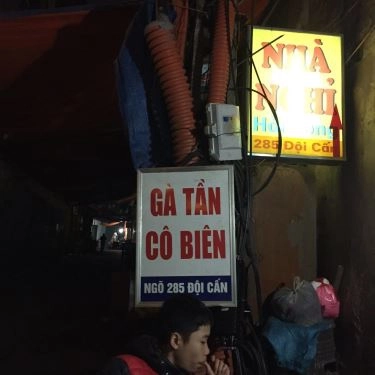 NHÀ
NGHỈ
285 Đội Cấn
GÀ TẦN
CÔ BIÊN
NGÕ 285 ĐỘI CẤN